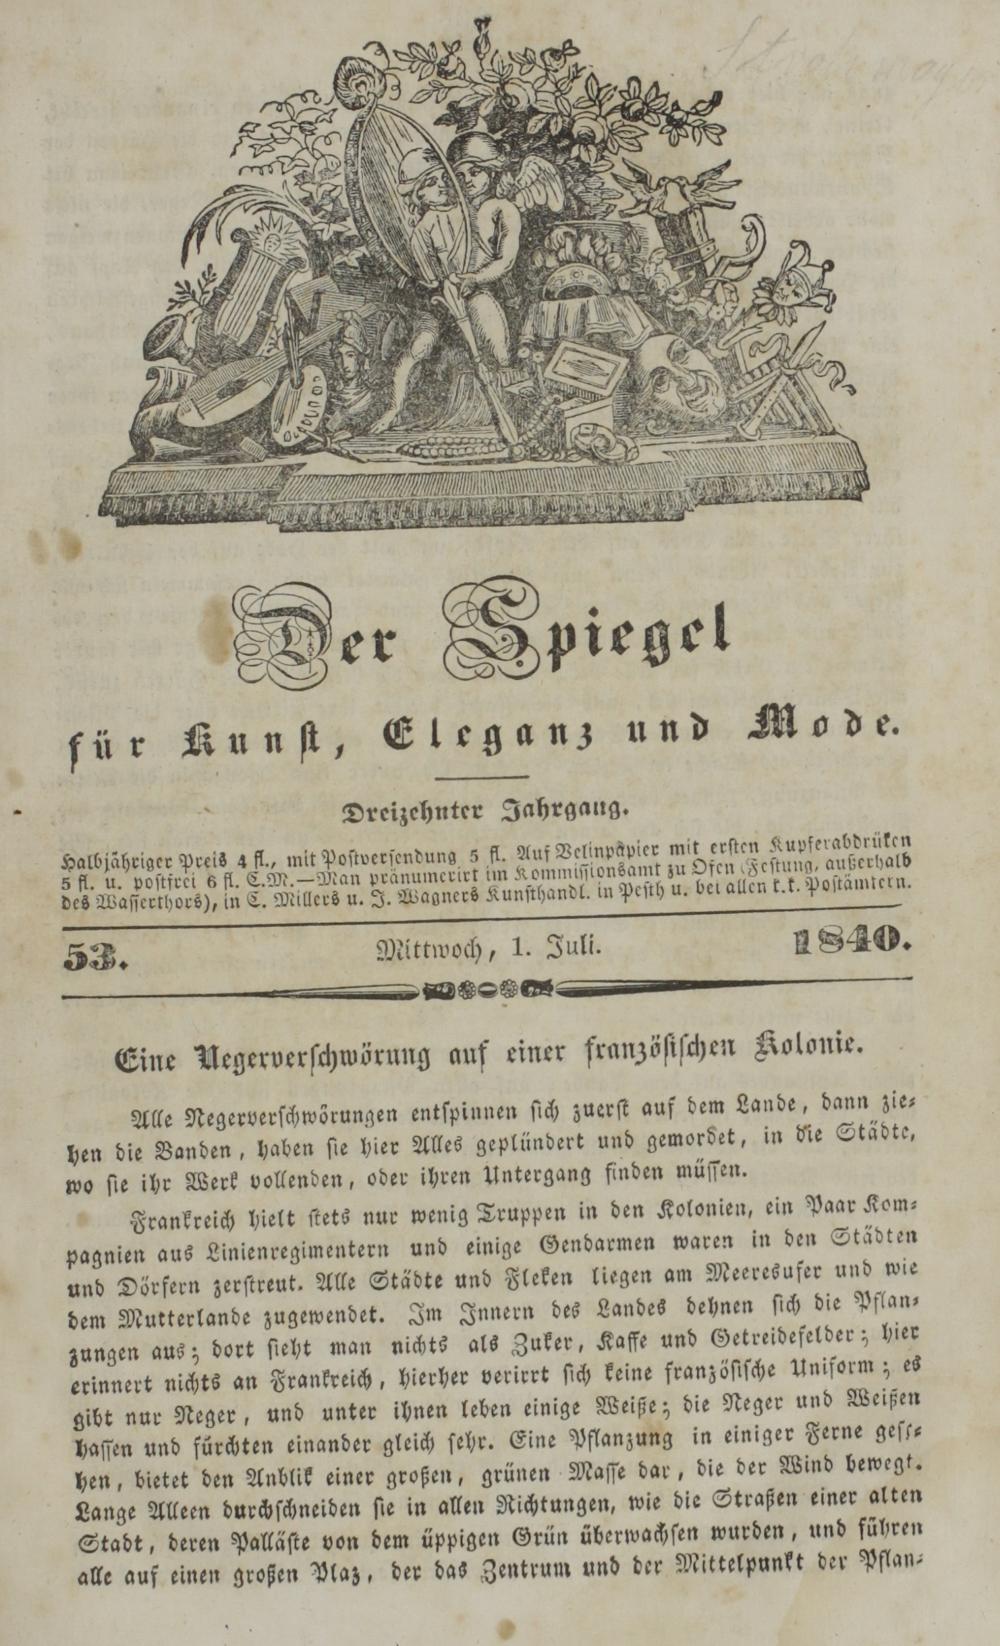 Der Spiegel
für Kunst, Eleganz und Mode.
Dreizehnter Jahrgang.
Halbjähriger Preis 4 fl., mit Postversendung 5 fl. Auf Velinpapier mit ersten Kupferabdrüken
5 fl. u. postfrei 6 fl. C.M.—Man pränumerirt im Kommissionsamt zu Ofen (Festung, außerhalb
des Wasserthors), in C. Millers u. J. Wagners Kunsthandl. in Pesth u. bei allen k.k. Postämtern.
53. Mittwoch, 1. Juli. 1840.
Eine Negerverschwörung auf einer französischen Kolonie.
Alle Negerverschwörungen entspinnen sich zuerst auf dem Lande, dann zie-
hen die Banden, haben sie hier Alles geplündert und gemordet, in die Städte,
wo sie ihr Werk vollenden, oder ihren Untergang finden müssen.
Frankreich hielt stets nur wenig Truppen in den Kolonien, ein Paar Kom-
pagnien aus Linienregimentern und einige Gendarmen waren in den Städten
und Dörfern zerstreut. Alle Städte und Fleken liegen am Meeresufer und wie
dem Mutterlande zugewendet. Im Innern des Landes dehnen sich die Pflan-
zungen aus; dort sieht man nichts als Zuker, Kaffe und Getreidefelder; hier
erinnert nichts an Frankreich, hierher verirrt sich keine französische Uniform; es
gibt nur Neger, und unter ihnen leben einige Weiße; die Neger und Weißen
hassen und fürchten einander gleich sehr. Eine Pflanzung in einiger Ferne gese-
hen, bietet den Anblik einer großen, grünen Masse dar, die der Wind bewegt.
Lange Alleen durchschneiden sie in allen Richtungen, wie die Straßen einer alten
Stadt, deren Palläste von dem üppigen Grün überwachsen wurden, und führen
alle auf einen großen Plaz, der das Zentrum und der Mittelpunkt der Pflan-